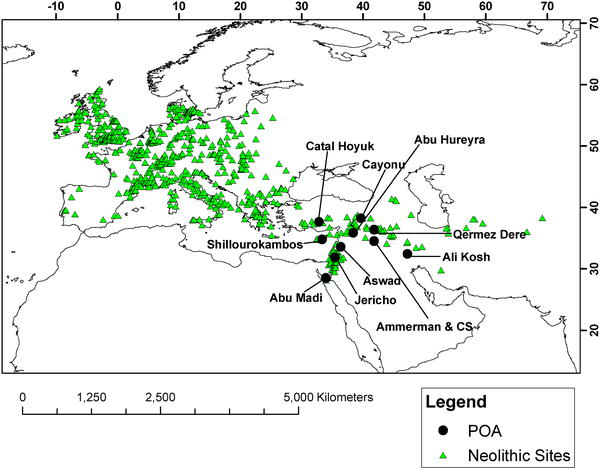 -10 0 10 20 30 40 50 60 70
70
60
50
40
30
20
Abu Hureyra
Catal Hoyuk
Cayonu
Qermez Dere
Shillourokambos
Ali Kosh
Aswad
Abu Madi
Jericho
Ammerman & CS
0 1,250 2,500 5,000 Kilometers
Legend
POA
Neolithic Sites